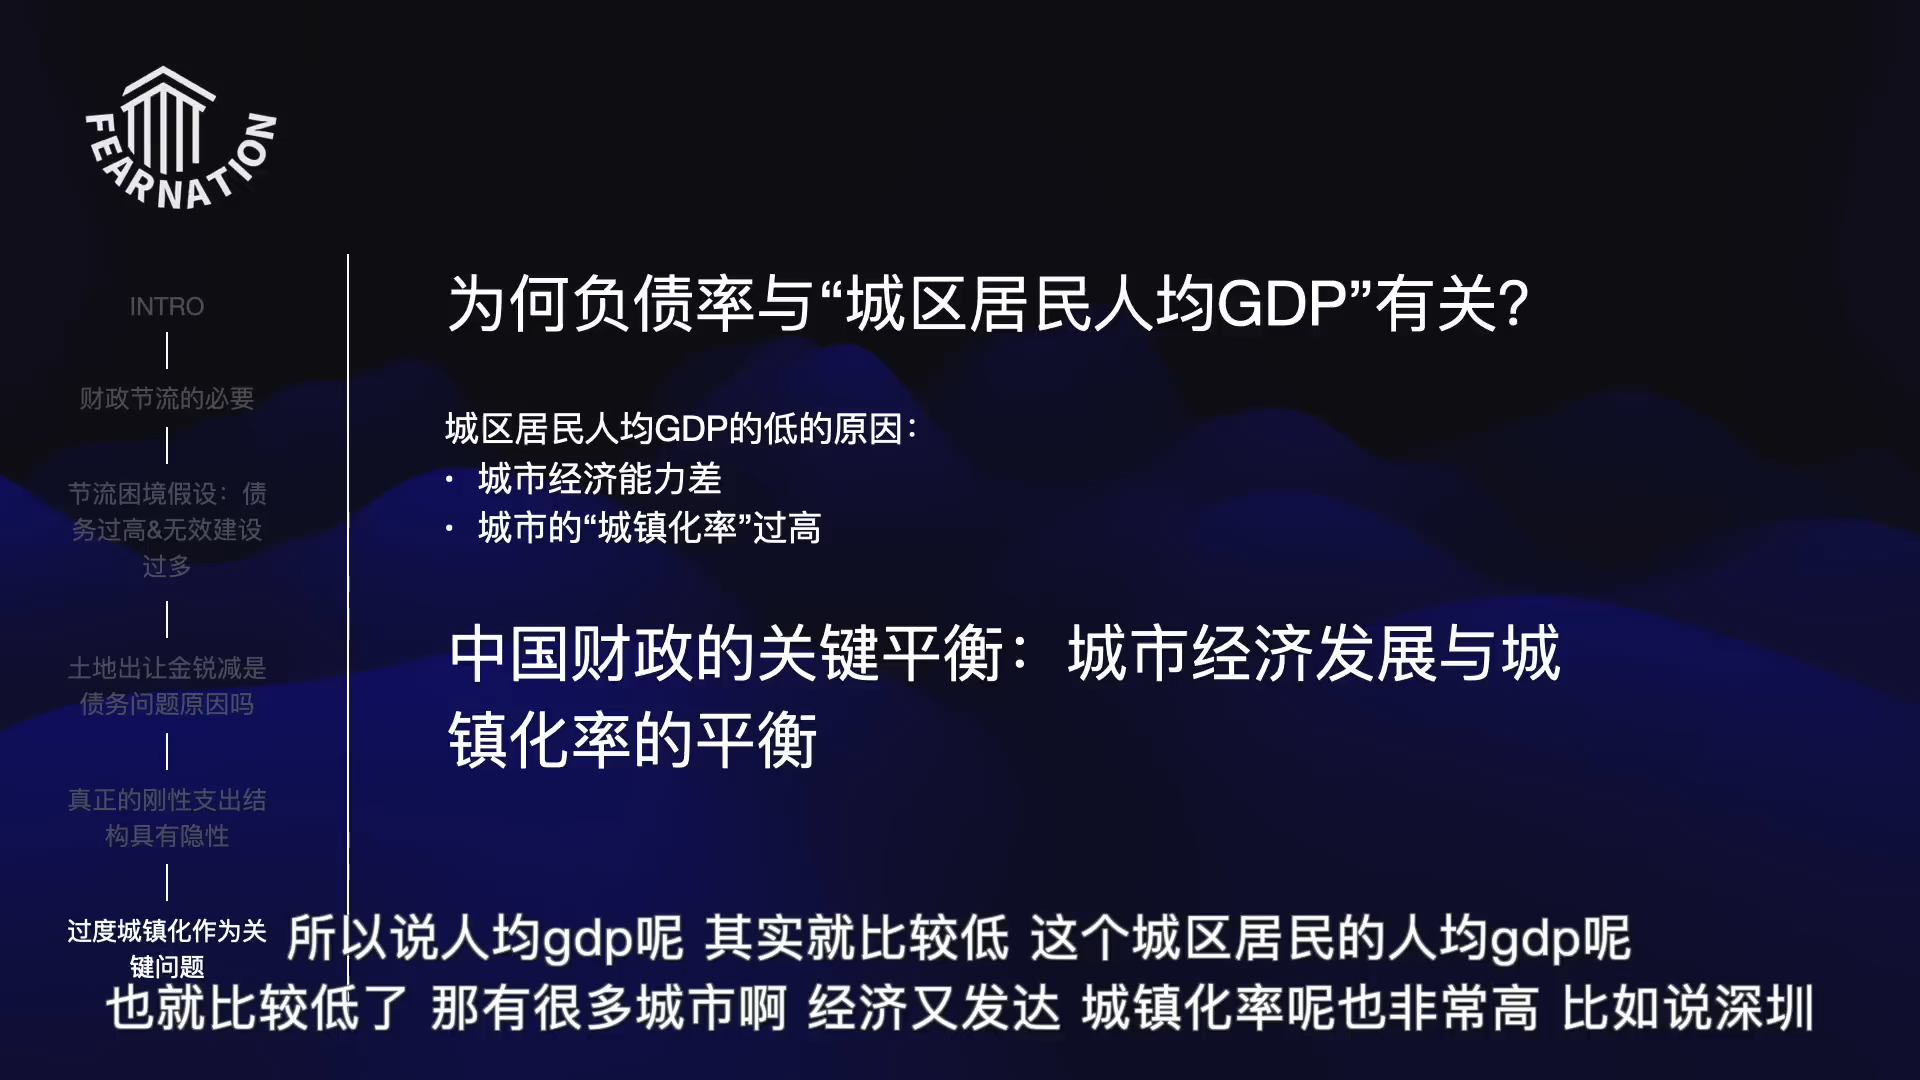 FEARNATION
INTRO
财政节流的必要
节流困境假设：债
务过高&无效建设
过多
土地出让金锐减是
债务问题原因吗
真正的刚性支出结
构具有隐性
过度城镇化作为关
键问题
为何负债率与“城区居民人均GDP”有关？
城区居民人均GDP的低的原因：
• 城市经济能力差
• 城市的“城镇化率”过高
中国财政的关键平衡：城市经济发展与城
镇化率的平衡
所以说人均gdp呢 其实就比较低 这个城区居民的人均gdp呢
也就比较低了 那有很多城市啊 经济又发达 城镇化率呢也非常高 比如说深圳